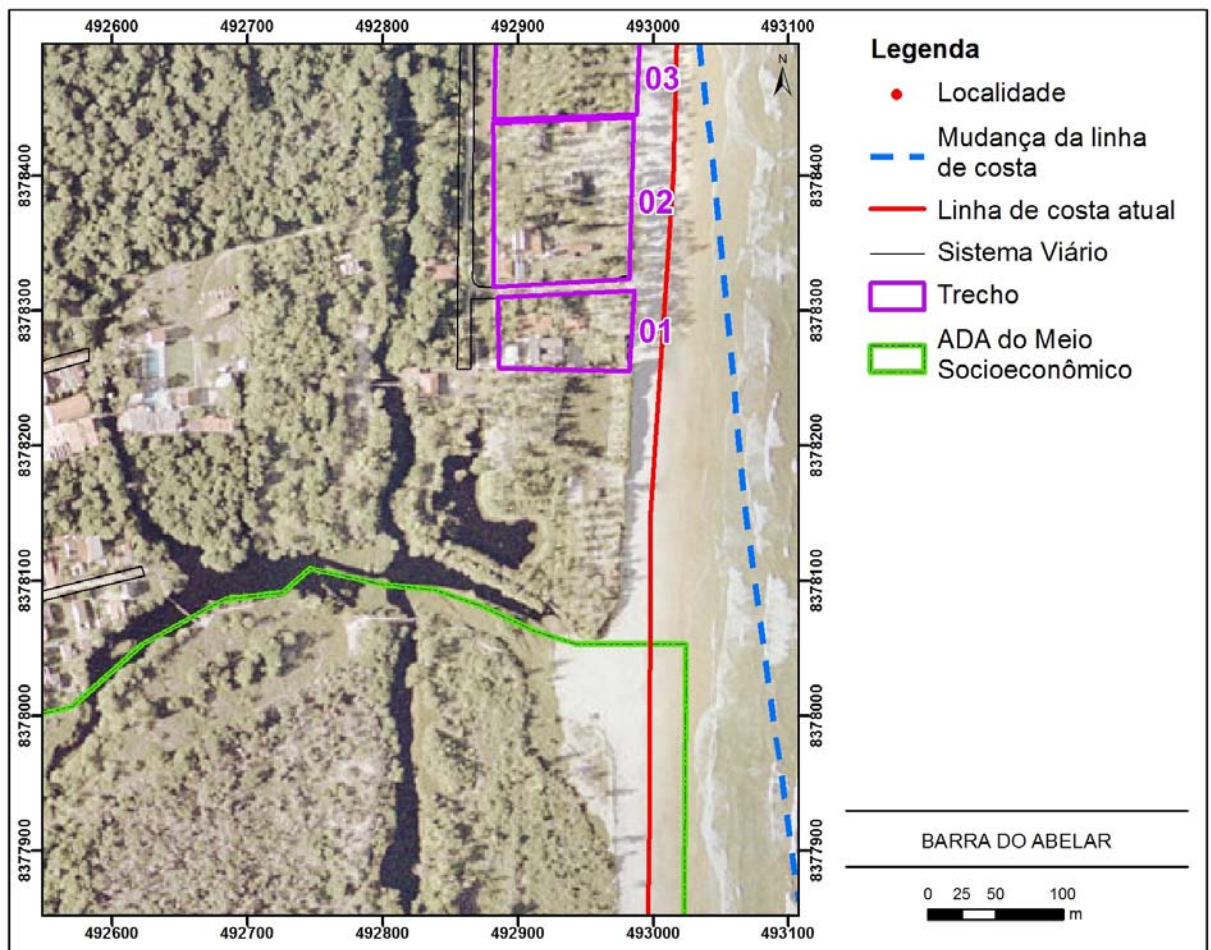 492600 492700 492800 492900 493000 493100
Legenda
N
Localidade
Mudança da linha
de costa
Linha de costa atual
Sistema Viário
Trecho
ADA do Meio
Socioeconômico
03
02
01
8378400 8378400
8378300 8378300
8378200 8378200
8378100 8378100
8378000 8378000
8377900 8377900
BARRA DO ABELAR
0 25 50 100
m
492600 492700 492800 492900 493000 493100